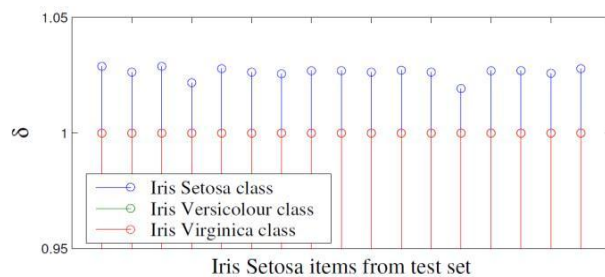 1.05
δ
1
Iris Setosa class
Iris Versicolour class
Iris Virginica class
0.95
Iris Setosa items from test set